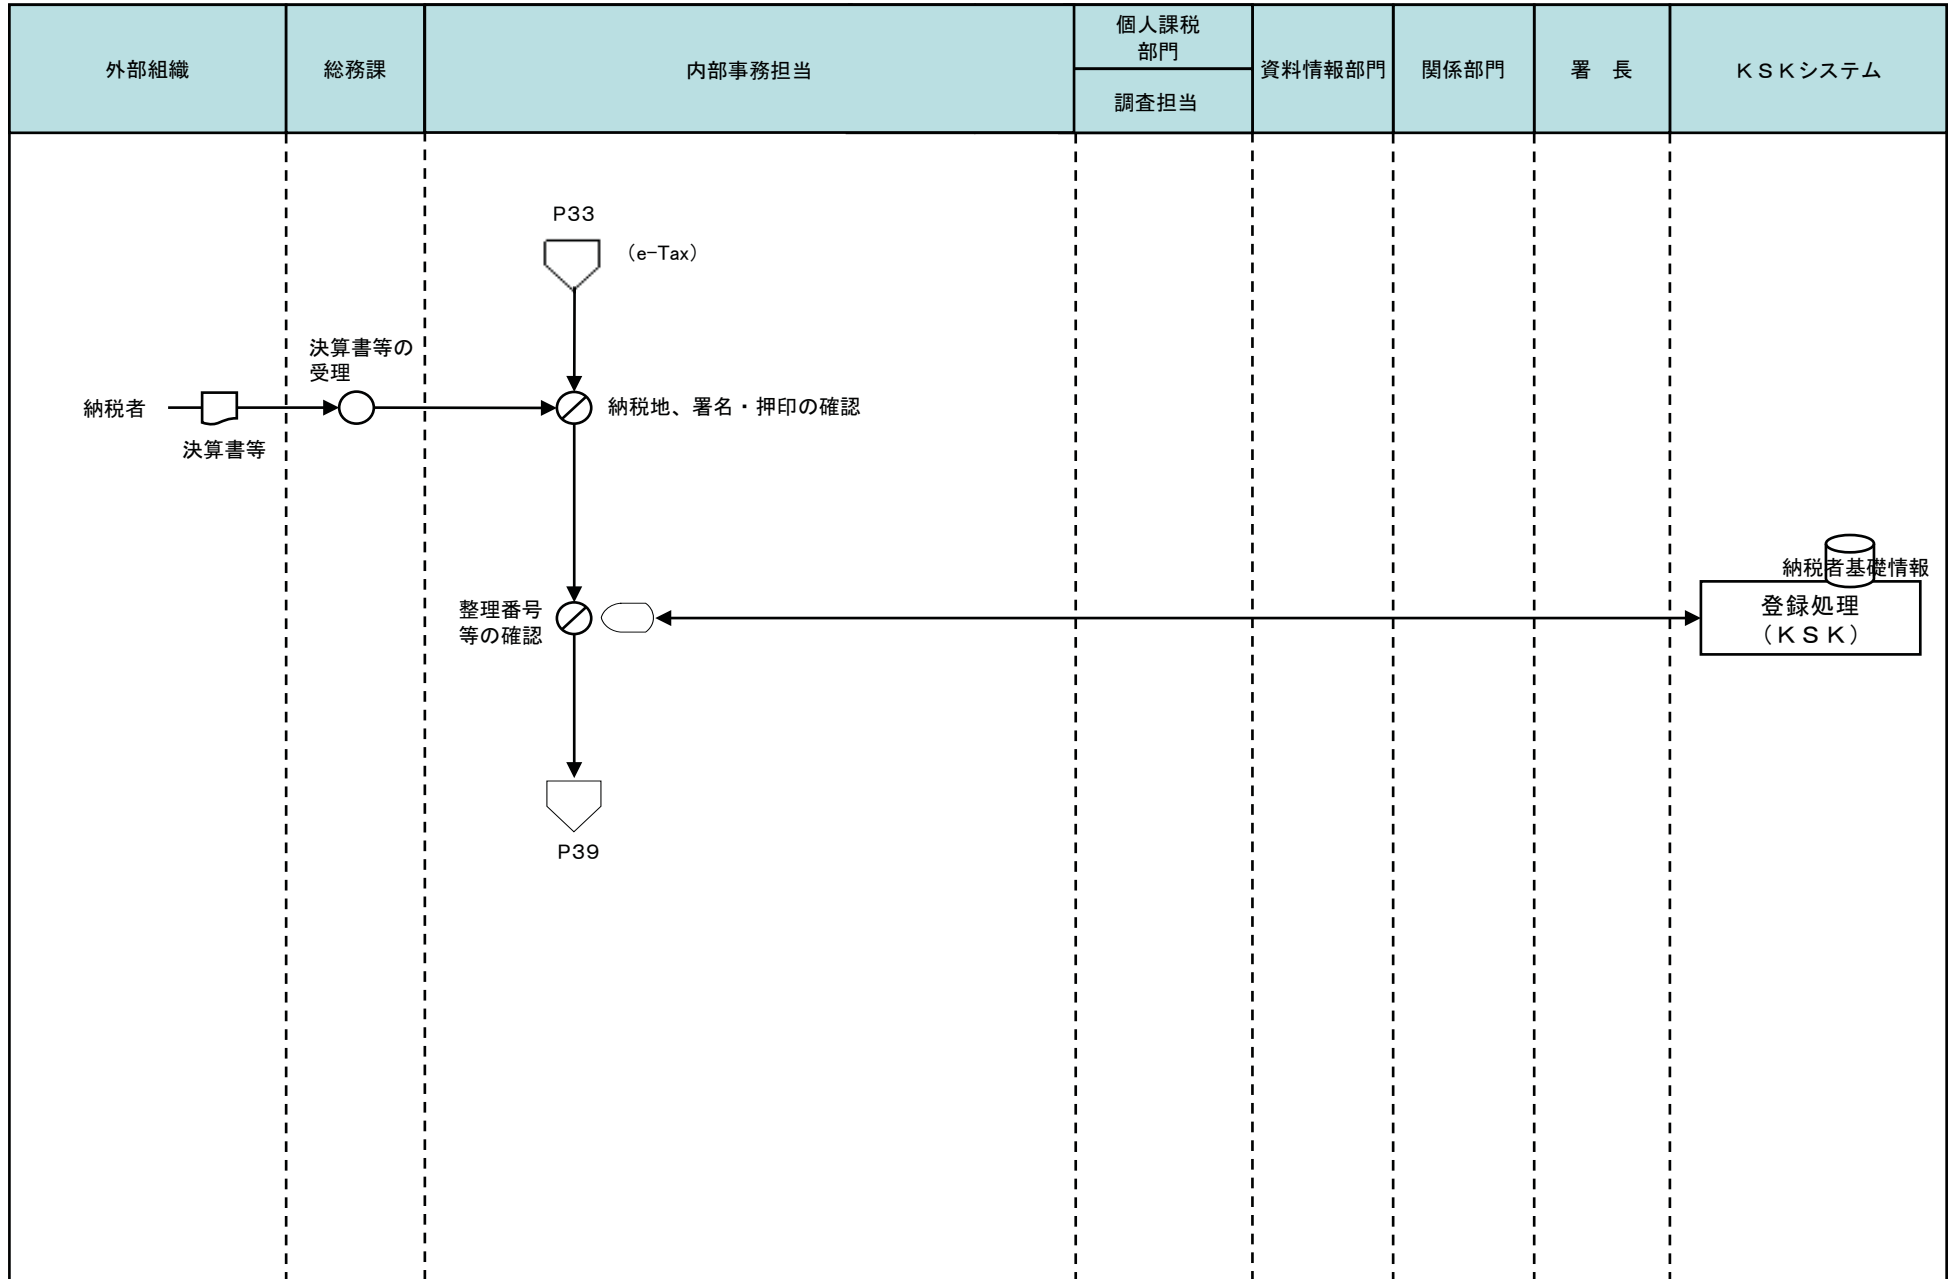 外部組織
総務課
内部事務担当
個人課税
部門
調査担当
資料情報部門
関係部門
署　長
ＫＳＫシステム
P33
（e-Tax）
決算書等の
受理
納税者
決算書等
納税地、署名・押印の確認
納税者基礎情報
登録処理
（ＫＳＫ）
整理番号
等の確認
P39